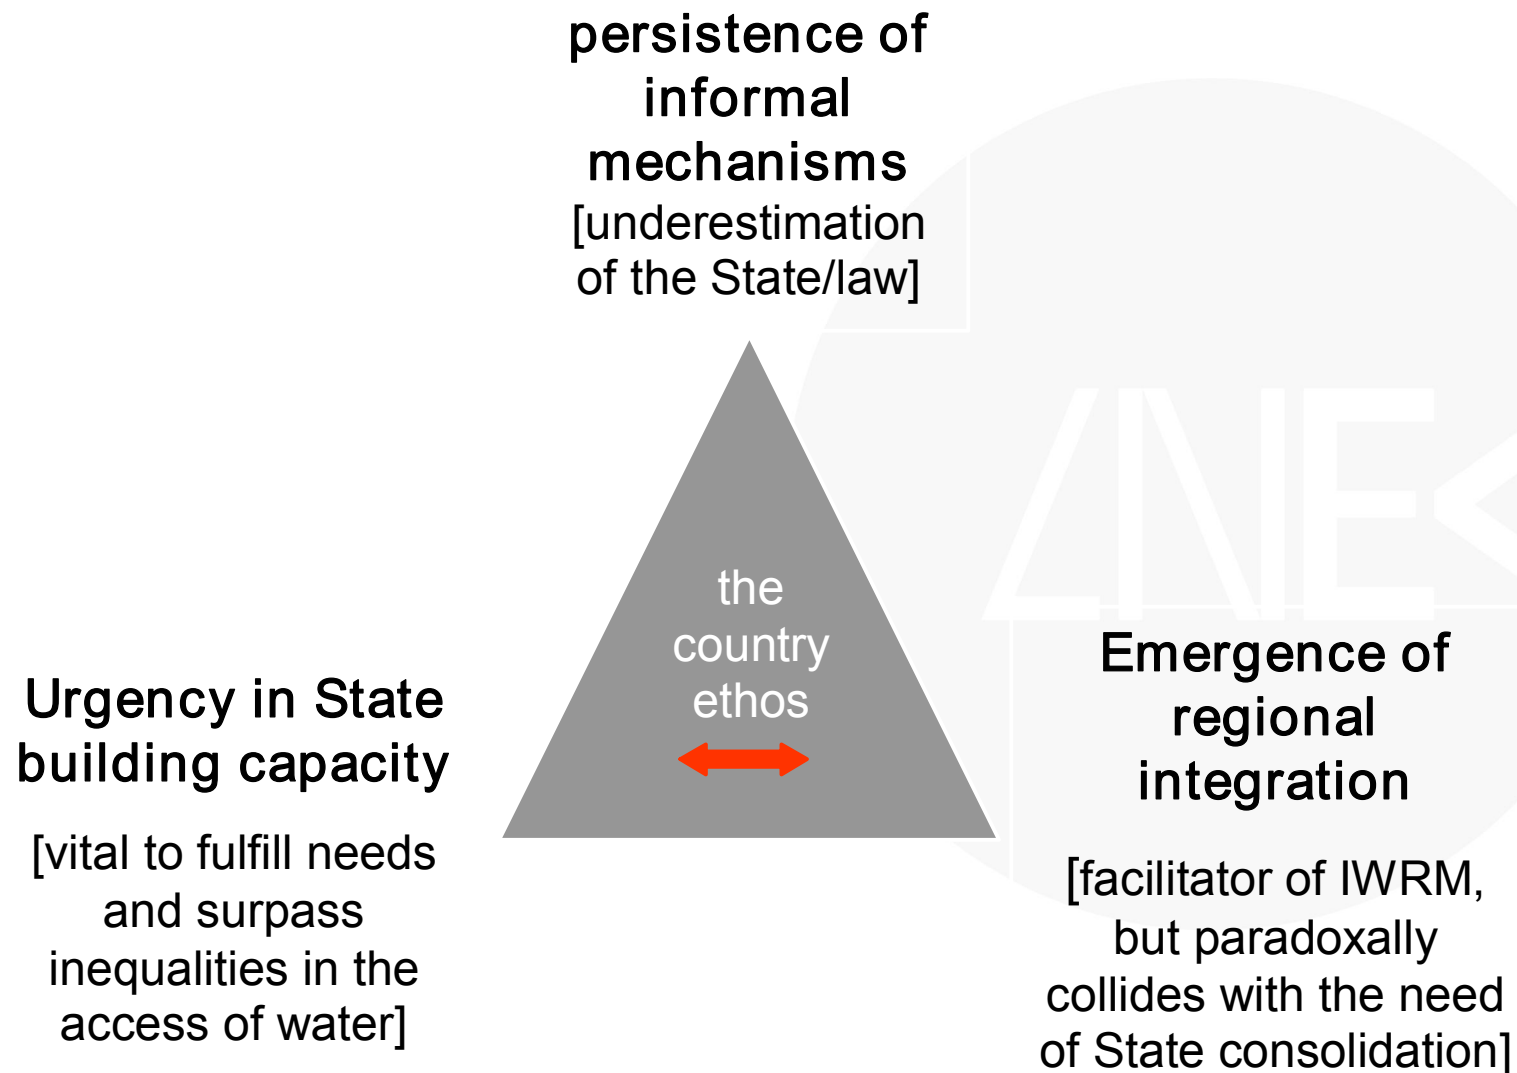 persistence of
informal
mechanisms
[underestimation
of the State/law]
the
country
ethos
Urgency in State
building capacity
[vital to fulfill needs
and surpass
inequalities in the
access of water]
Emergence of
regional
integration
[facilitator of IWRM,
but paradoxally
collides with the need
of State consolidation]